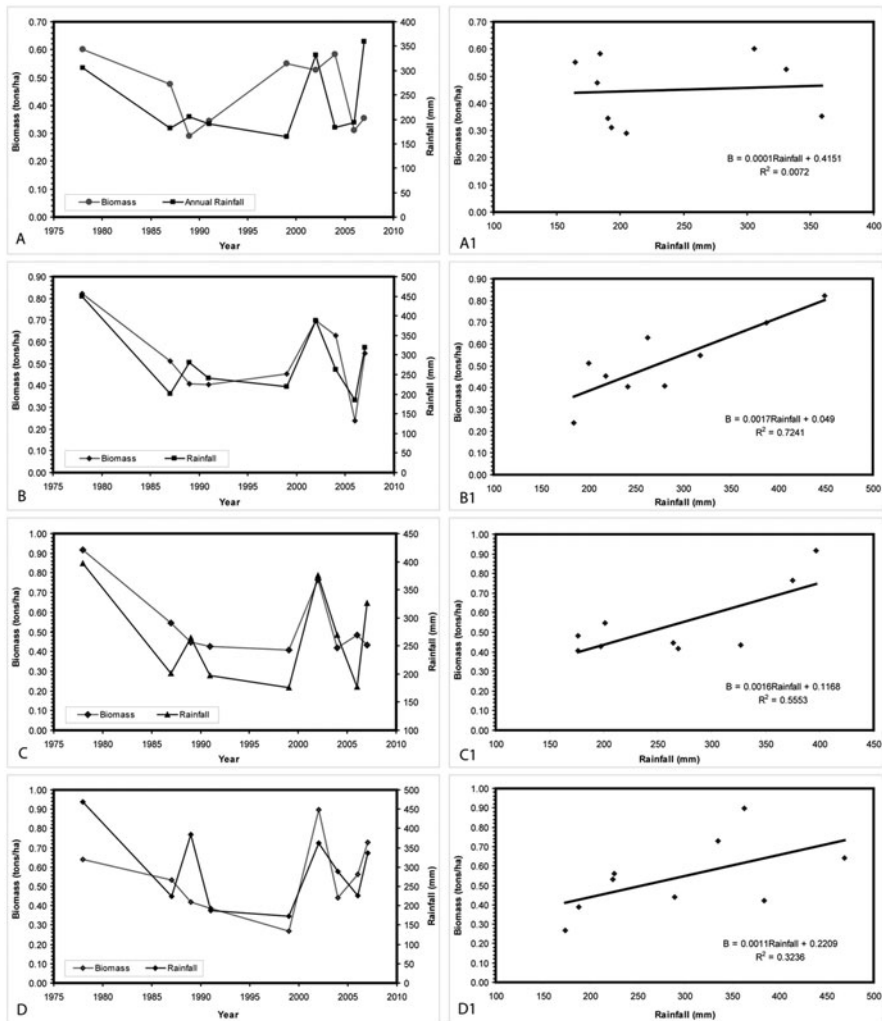 Biomass (tons/ha)
0.70
0.60
0.50
0.40
0.30
0.20
0.10
0.00
400
350
300
250
200
150
100
50
0
Rainfall (mm)
Biomass Annual Rainfall
1975 1980 1985 1990 1995 2000 2005 2010
Year
A
Biomass (tons/ha)
0.70
0.60
0.50
0.40
0.30
0.20
0.10
0.00
B = 0.0001Rainfall + 0.4151
R² = 0.0072
150 200 250 300 350 400
Rainfall (mm)
A1
Biomass (tons/ha)
0.90
0.80
0.70
0.60
0.50
0.40
0.30
0.20
0.10
0.00
500
450
400
350
300
250
200
150
100
50
0
Rainfall (mm)
Biomass Rainfall
1975 1980 1985 1990 1995 2000 2005 2010
Year
B
Biomass (tons/ha)
0.90
0.80
0.70
0.60
0.50
0.40
0.30
0.20
0.10
0.00
B = 0.0017Rainfall + 0.049
R² = 0.7241
100 150 200 250 300 350 400 450 500
Rainfall (mm)
B1
Biomass (tons/ha)
1.00
0.90
0.80
0.70
0.60
0.50
0.40
0.30
0.20
0.10
0.00
450
400
350
300
250
200
150
100
Rainfall (mm)
Biomass Rainfall
1975 1980 1985 1990 1995 2000 2005 2010
Year
C
Biomass (tons/ha)
1.00
0.90
0.80
0.70
0.60
0.50
0.40
0.30
0.20
0.10
0.00
B = 0.0016Rainfall + 0.1168
R² = 0.5553
100 150 200 250 300 350 400 450
Rainfall (mm)
C1
Biomass (tons/ha)
1.00
0.90
0.80
0.70
0.60
0.50
0.40
0.30
0.20
0.10
0.00
500
450
400
350
300
250
200
150
100
50
0
Rainfall (mm)
Biomass Rainfall
1975 1980 1985 1990 1995 2000 2005 2010
Year
D
Biomass (tons/ha)
1.00
0.90
0.80
0.70
0.60
0.50
0.40
0.30
0.20
0.10
0.00
B = 0.0011Rainfall + 0.2209
R² = 0.3236
100 150 200 250 300 350 400 450 500
Rainfall (mm)
D1